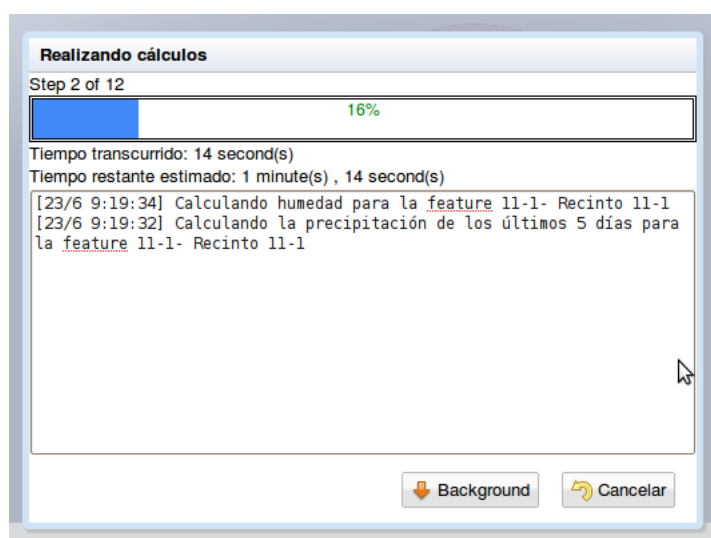 Realizando cálculos
Step 2 of 12
16%
Tiempo transcurrido: 14 second(s)
Tiempo restante estimado: 1 minute(s) , 14 second(s)
[23/6 9:19:34] Calculando humedad para la feature 11-1- Recinto 11-1
[23/6 9:19:32] Calculando la precipitación de los últimos 5 días para
la feature 11-1- Recinto 11-1
Background Cancelar